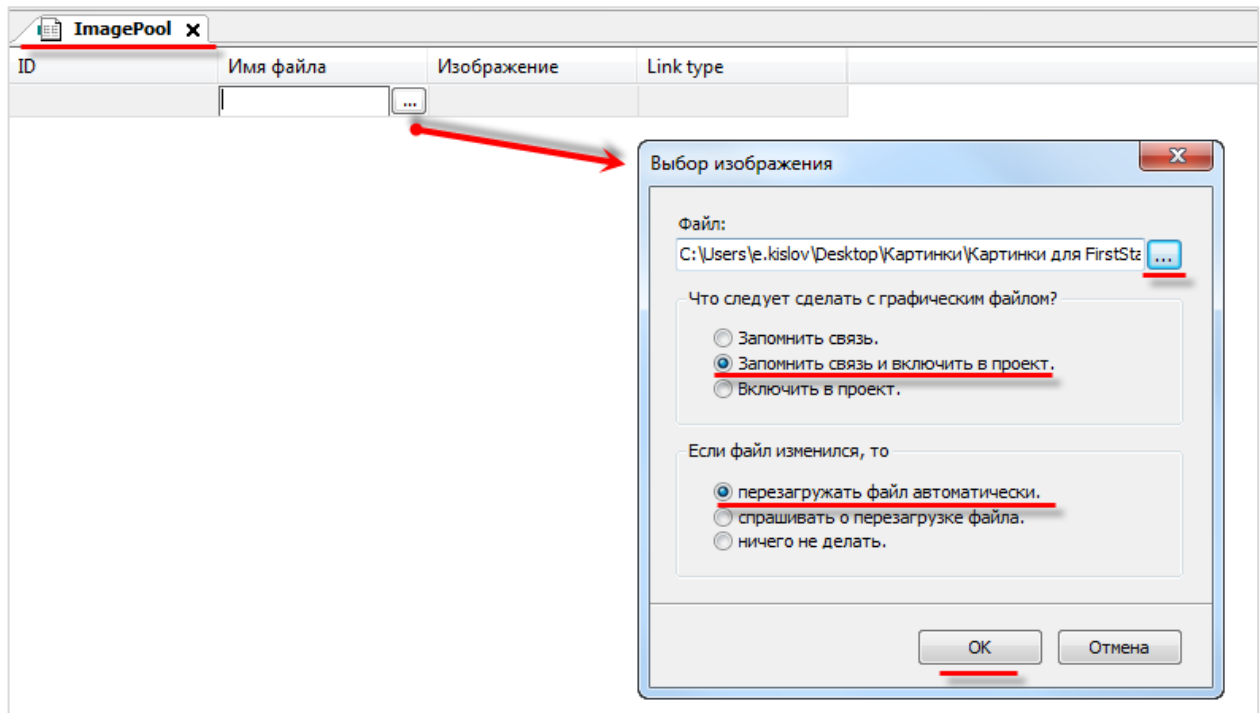 ImagePool x
ID Имя файла Изображение Link type
...
Выбор изображения
Файл:
C:\Users\e.kislov\Desktop\Картинки\Картинки для FirstSta ...
Что следует сделать с графическим файлом?
Запомнить связь.
Запомнить связь и включить в проект.
Включить в проект.
Если файл изменился, то
перезагружать файл автоматически.
спрашивать о перезагрузке файла.
ничего не делать.
OK Отмена